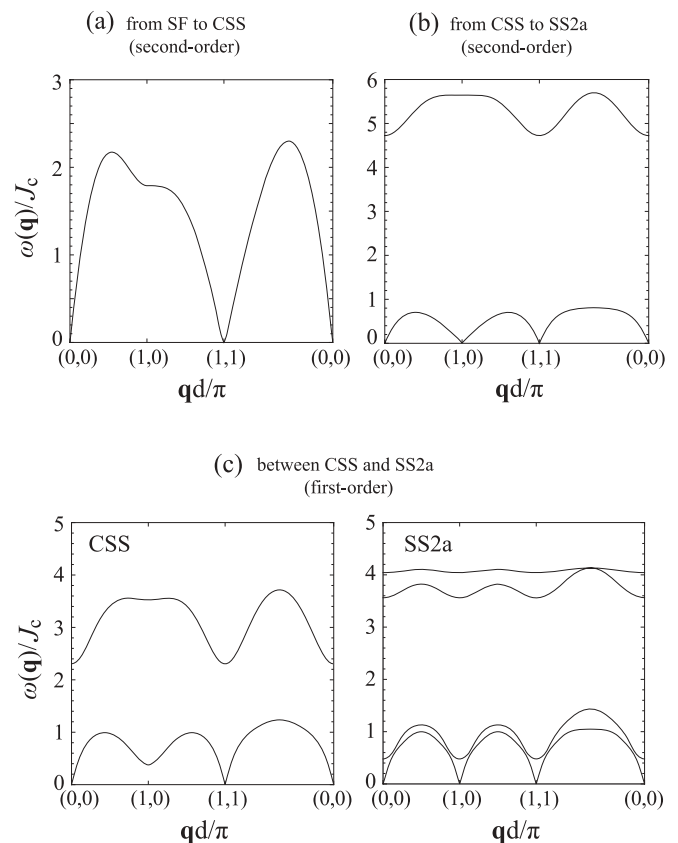 (a) from SF to CSS
(second-order)
3
2
1
0
(0,0) (1,0) (1,1) (0,0)
ω(q)/Jc
qd/π
(b) from CSS to SS2a
(second-order)
6
5
4
3
2
1
0
(0,0) (1,0) (1,1) (0,0)
qd/π
(c) between CSS and SS2a
(first-order)
CSS
5
4
3
2
1
0
(0,0) (1,0) (1,1) (0,0)
ω(q)/Jc
qd/π
SS2a
5
4
3
2
1
0
(0,0) (1,0) (1,1) (0,0)
qd/π